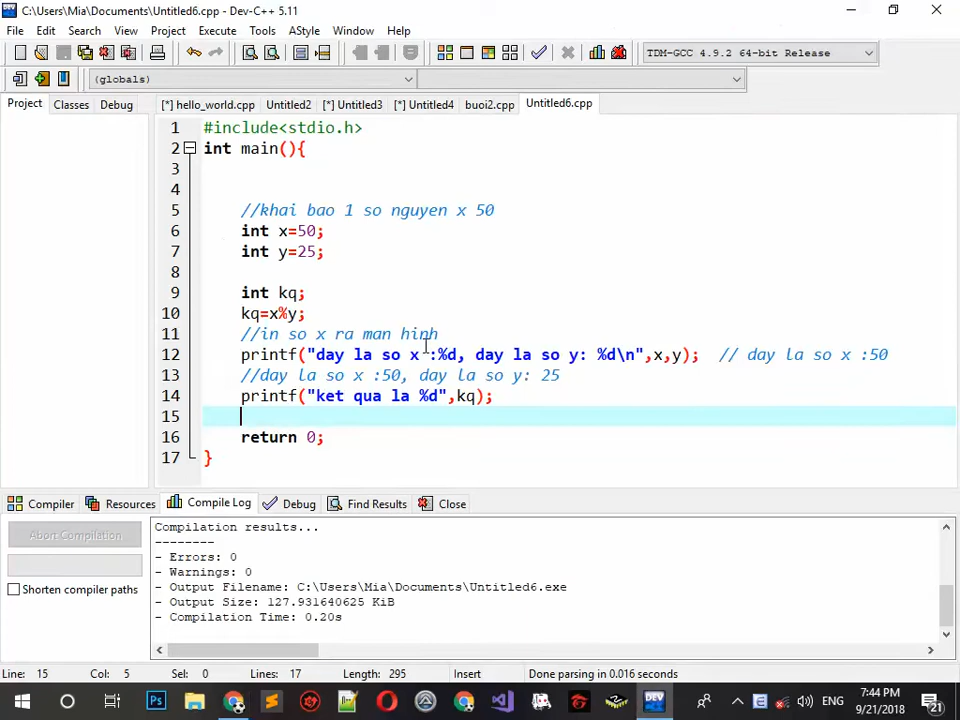 C:\Users\Mia\Documents\Untitled6.cpp - Dev-C++ 5.11
File Edit Search View Project Execute Tools AStyle Window Help
TDM-GCC 4.9.2 64-bit Release
(globals)
Project Classes Debug
[*] hello_world.cpp Untitled2 [*] Untitled3 [*] Untitled4 buoi2.cpp Untitled6.cpp
1 #include<stdio.h>
2 int main(){
3
4
5 //khai bao 1 so nguyen x 50
6 int x=50;
7 int y=25;
8
9 int kq;
10 kq=x%y;
11 //in so x ra man hinh
12 printf("day la so x :%d, day la so y: %d\n",x,y); // day la so x :50
13 //day la so x :50, day la so y: 25
14 printf("ket qua la %d",kq);
15
16 return 0;
17 }
Compiler Resources Compile Log Debug Find Results Close
Abort Compilation
Shorten compiler paths
Compilation results...
--------
- Errors: 0
- Warnings: 0
- Output Filename: C:\Users\Mia\Documents\Untitled6.exe
- Output Size: 127.931640625 KiB
- Compilation Time: 0.20s
Line: 15 Col: 5 Sel: 0 Lines: 17 Length: 295 Insert Done parsing in 0.016 seconds
Ps
DEV
ENG
7:44 PM
9/21/2018
21